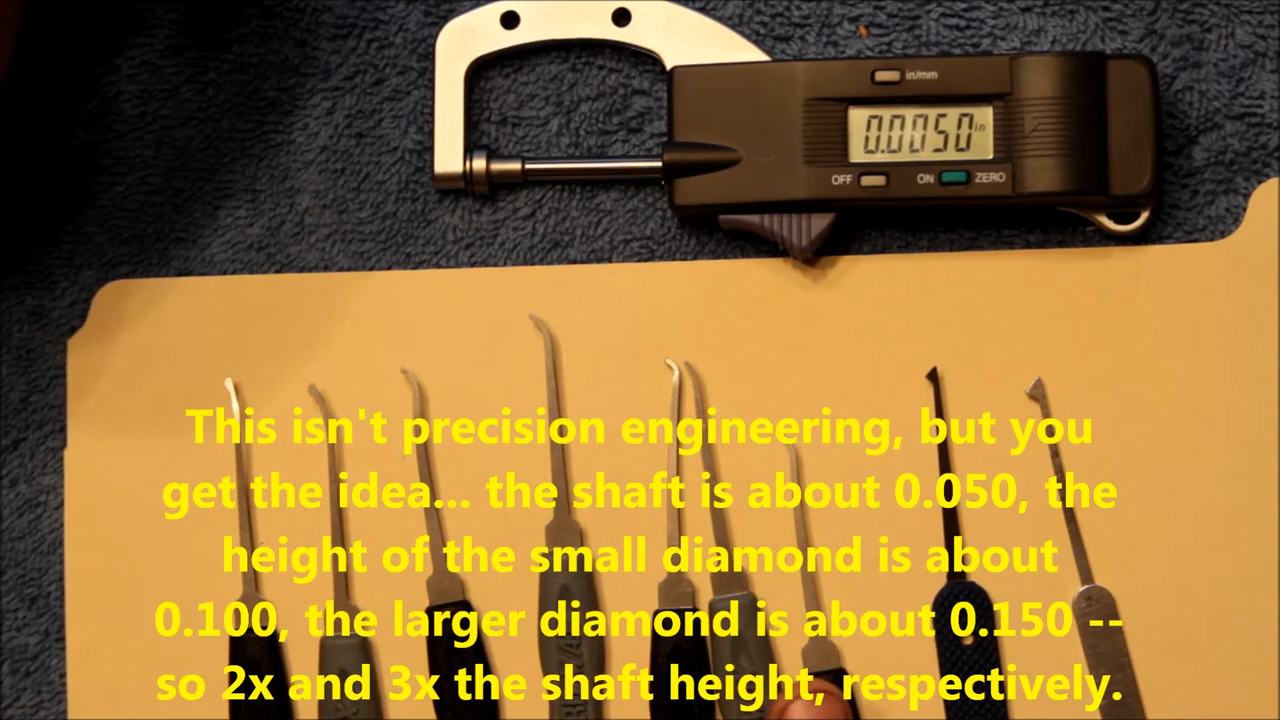 in/mm
0.0050 in
OFF ON ZERO
This isn't precision engineering, but you
get the idea... the shaft is about 0.050, the
height of the small diamond is about
0.100, the larger diamond is about 0.150 --
so 2x and 3x the shaft height, respectively.